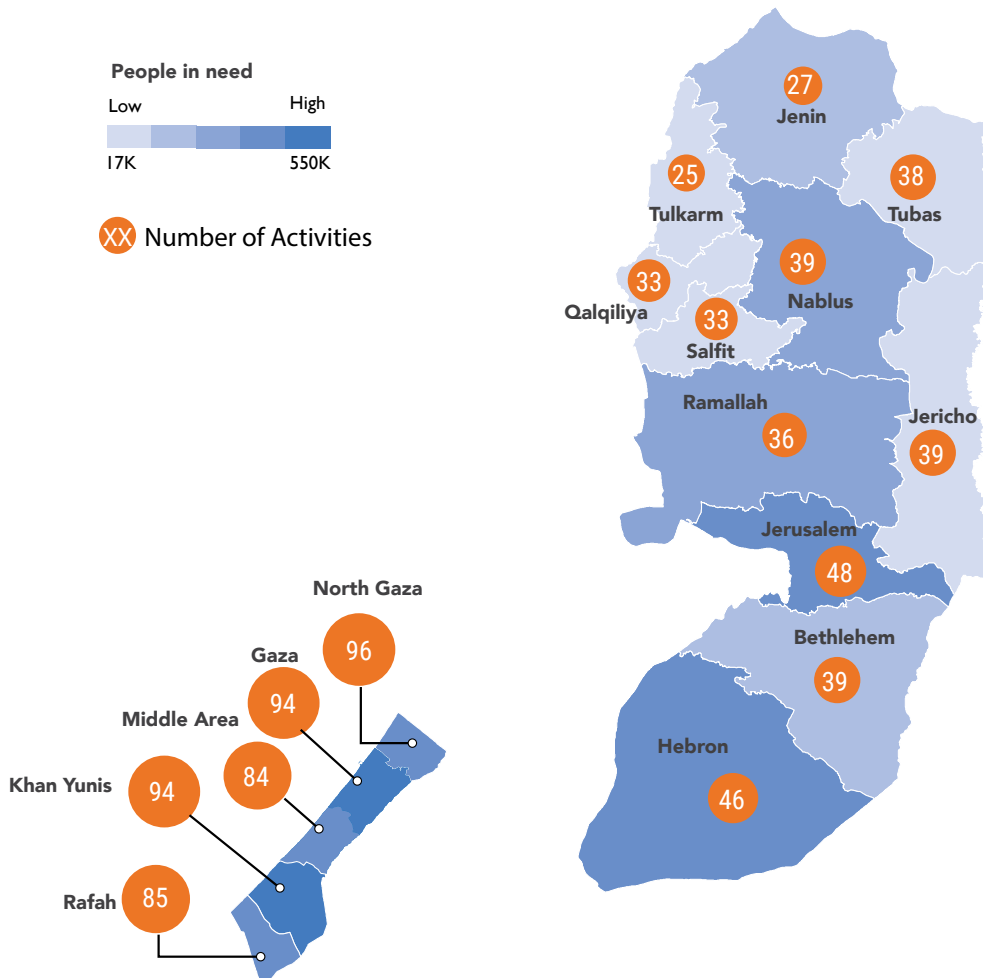 People in need
Low High
17K 550K
XX Number of Activities
27
Jenin
25
Tulkarm
38
Tubas
39
Nablus
33
Qalqiliya
33
Salfit
Ramallah
36
Jericho
39
Jerusalem
48
Bethlehem
39
Hebron
46
North Gaza
96
Gaza
94
Middle Area
84
Khan Yunis
94
Rafah
85